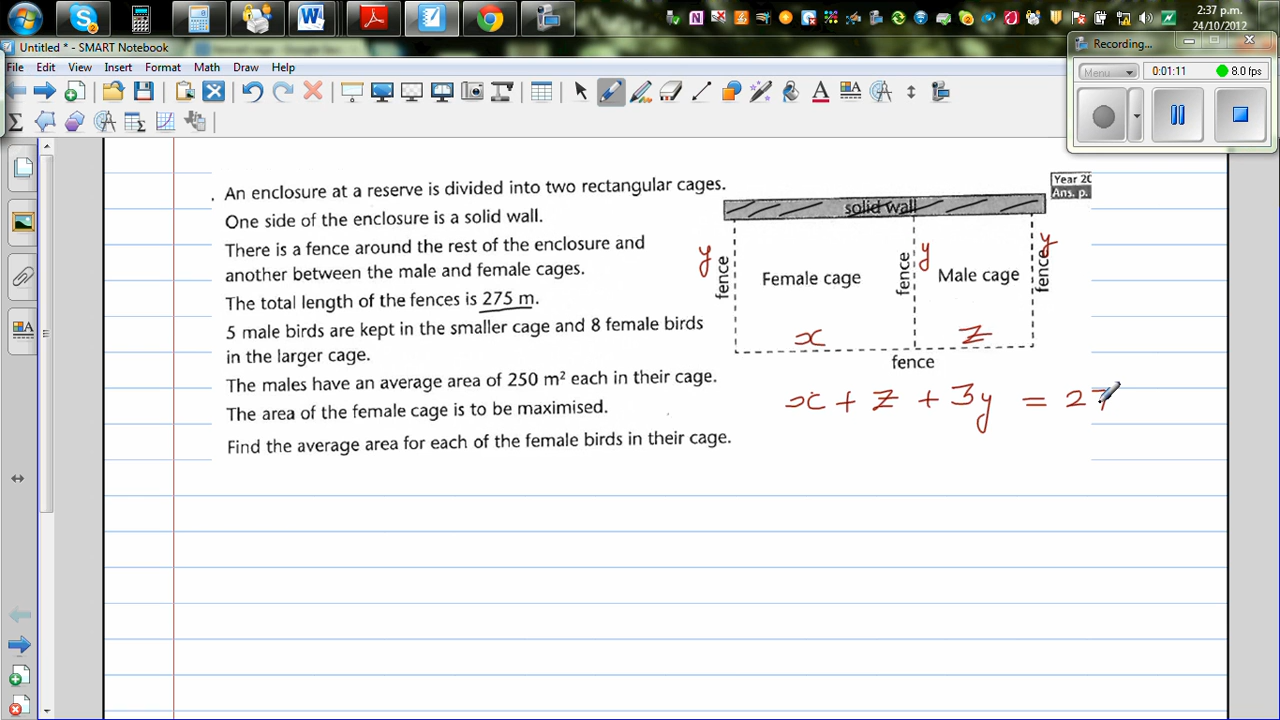 2:37 p.m.
24/10/2012
Untitled * - SMART Notebook
Recording...
File Edit View Insert Format Math Draw Help
Menu
0:01:11
8.0 fps
An enclosure at a reserve is divided into two rectangular cages.
One side of the enclosure is a solid wall.
There is a fence around the rest of the enclosure and
another between the male and female cages.
The total length of the fences is 275 m.
5 male birds are kept in the smaller cage and 8 female birds
in the larger cage.
The males have an average area of 250 m² each in their cage.
The area of the female cage is to be maximised.
Find the average area for each of the female birds in their cage.
Year 20
Ans. p.
solid wall
y
fence
Female cage
fence
y
Male cage
y
fence
x
z
fence
x + z + 3y = 27